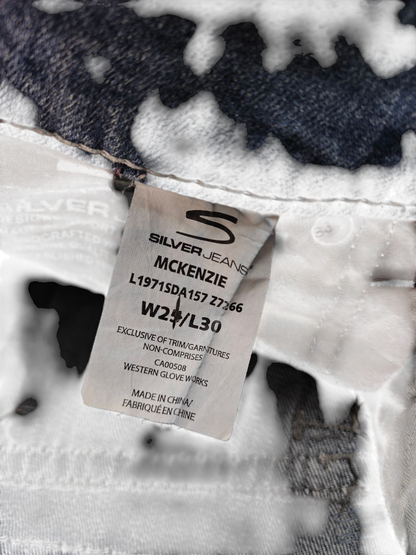 SILVER JEANS
MCKENZIE
L1971SDA157 Z7266
/L30
EXCLUSIVE OF TRIM/GARNITURES
NON-COMPRISES
CA00508
WESTERN GLOVE WORKS
MADE IN CHINA/
FABRIQUÉ EN CHINE